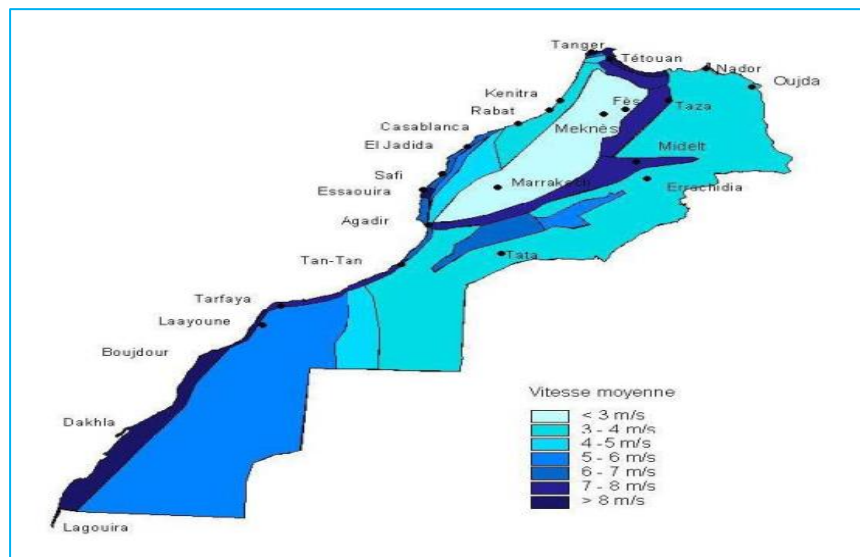 Tanger
Tétouan
Nador
Oujda
Kenitra
Rabat
Fès
Taza
Casablanca
Meknès
El Jadida
Midelt
Safi
Marrakech
Errachidia
Essaouira
Agadir
Tan-Tan
Tata
Tarfaya
Laayoune
Boujdour
Dakhla
Lagouira
Vitesse moyenne
< 3 m/s
3 - 4 m/s
4-5 m/s
5 - 6 m/s
6 - 7 m/s
7 - 8 m/s
> 8 m/s